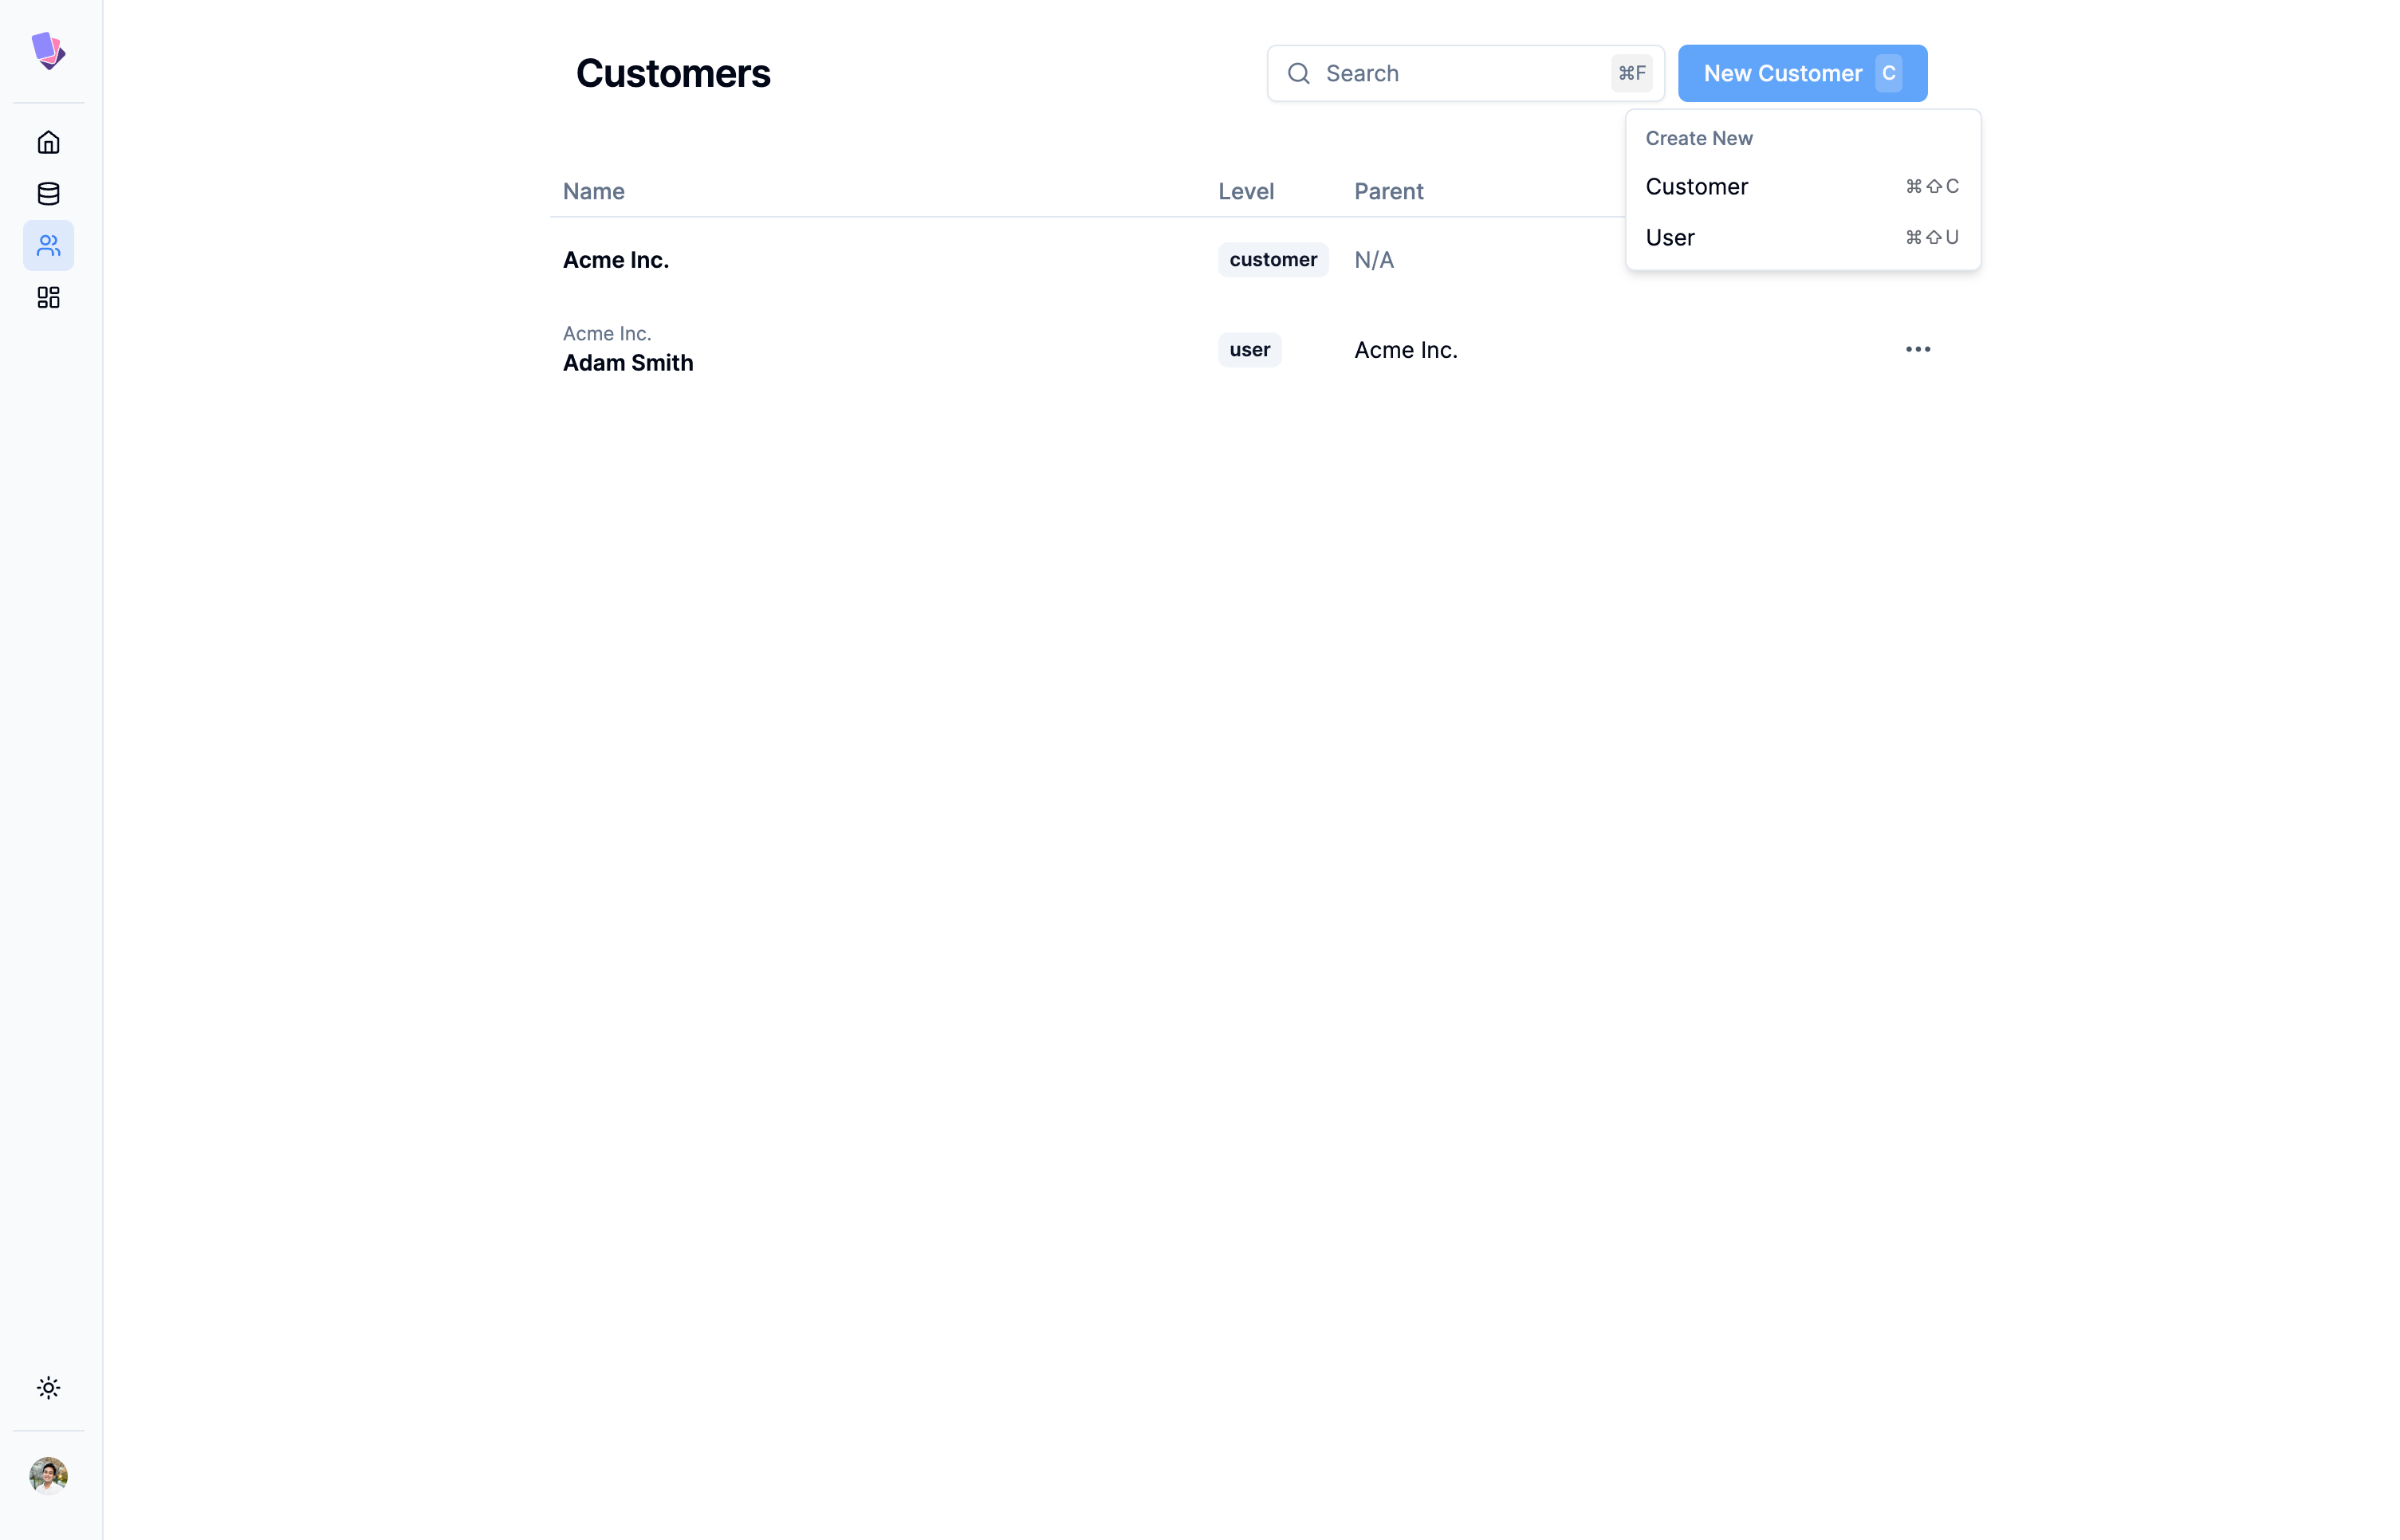 Customers
Search ⌘F
New Customer C
Create New
Customer ⌘⇧C
User ⌘⇧U
Name Level Parent
Acme Inc. customer N/A
Acme Inc.
Adam Smith user Acme Inc.